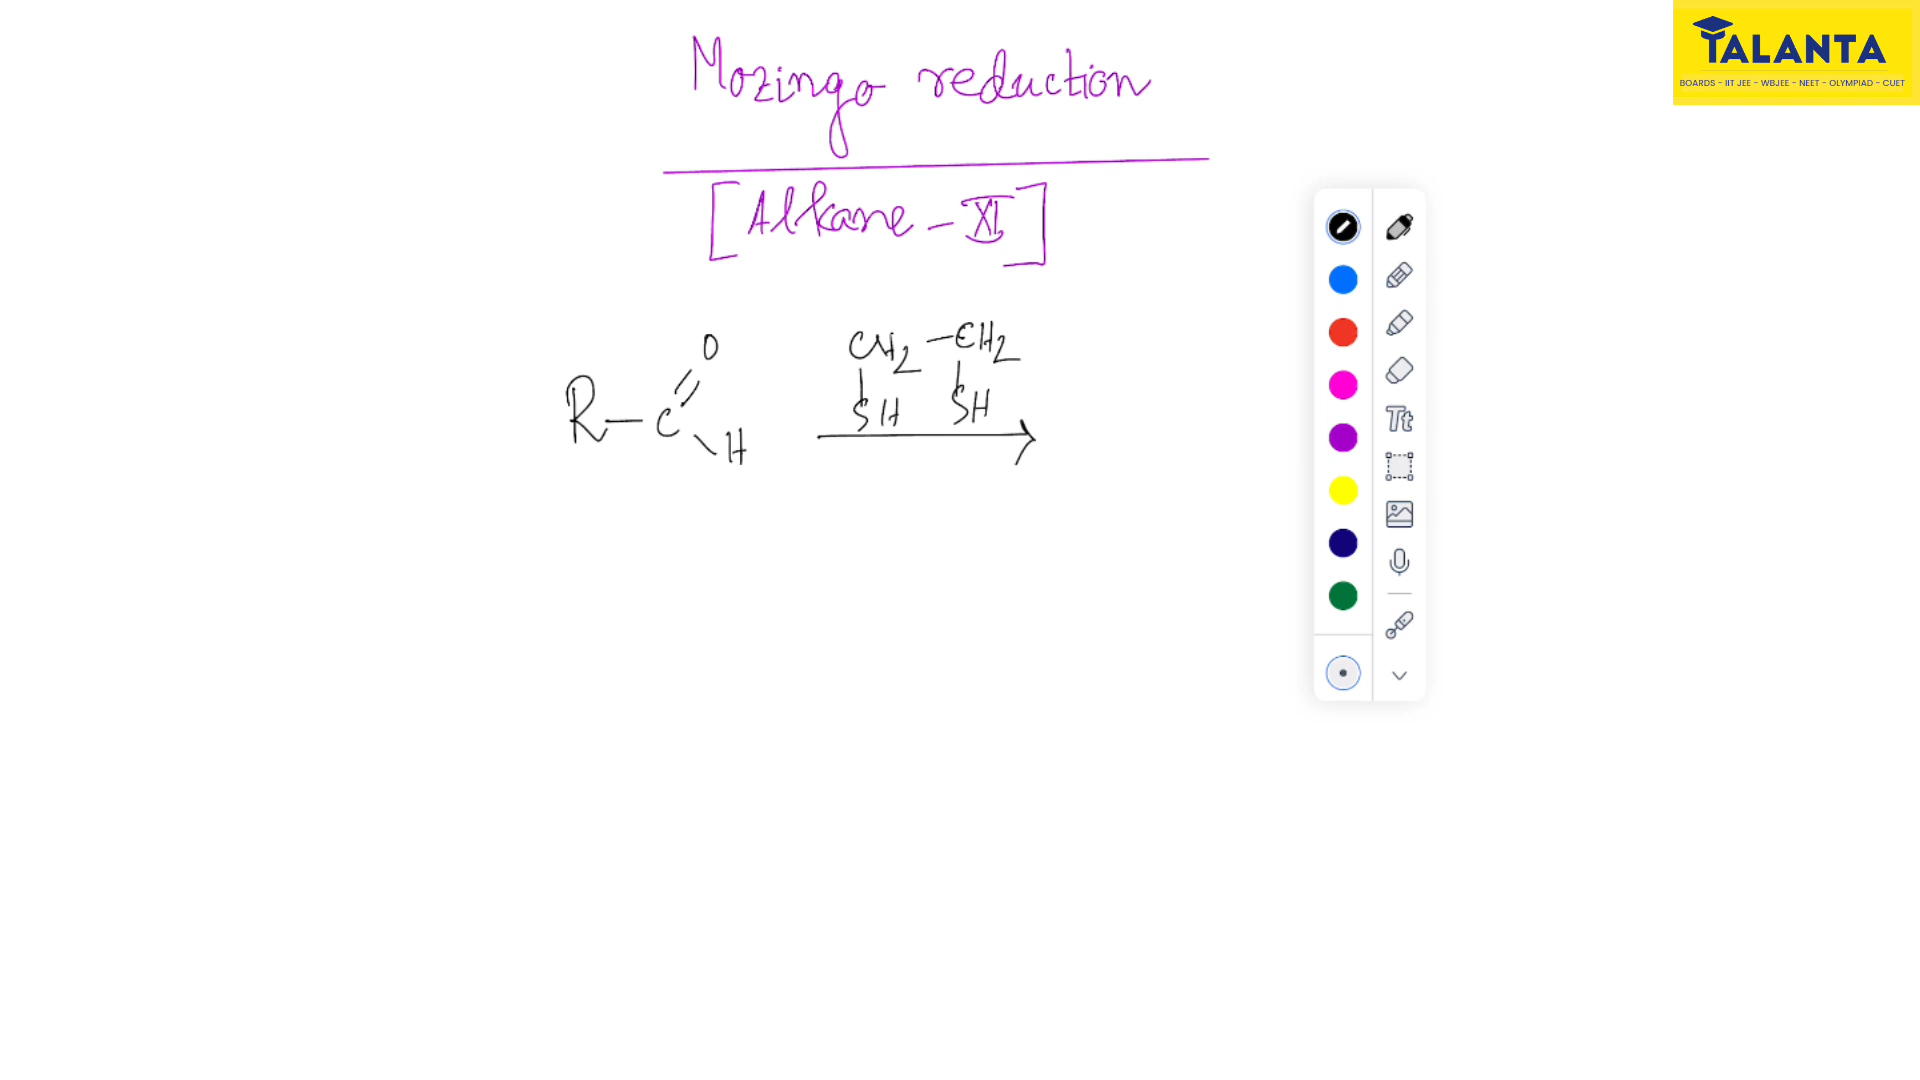 TALANTA
BOARDS - IIT JEE - WBJEE - NEET - OLYMPIAD - CUET
Mozingo reduction
[Alkane - XI]
O
R-C
H
CH2-CH2
SH SH
Tt